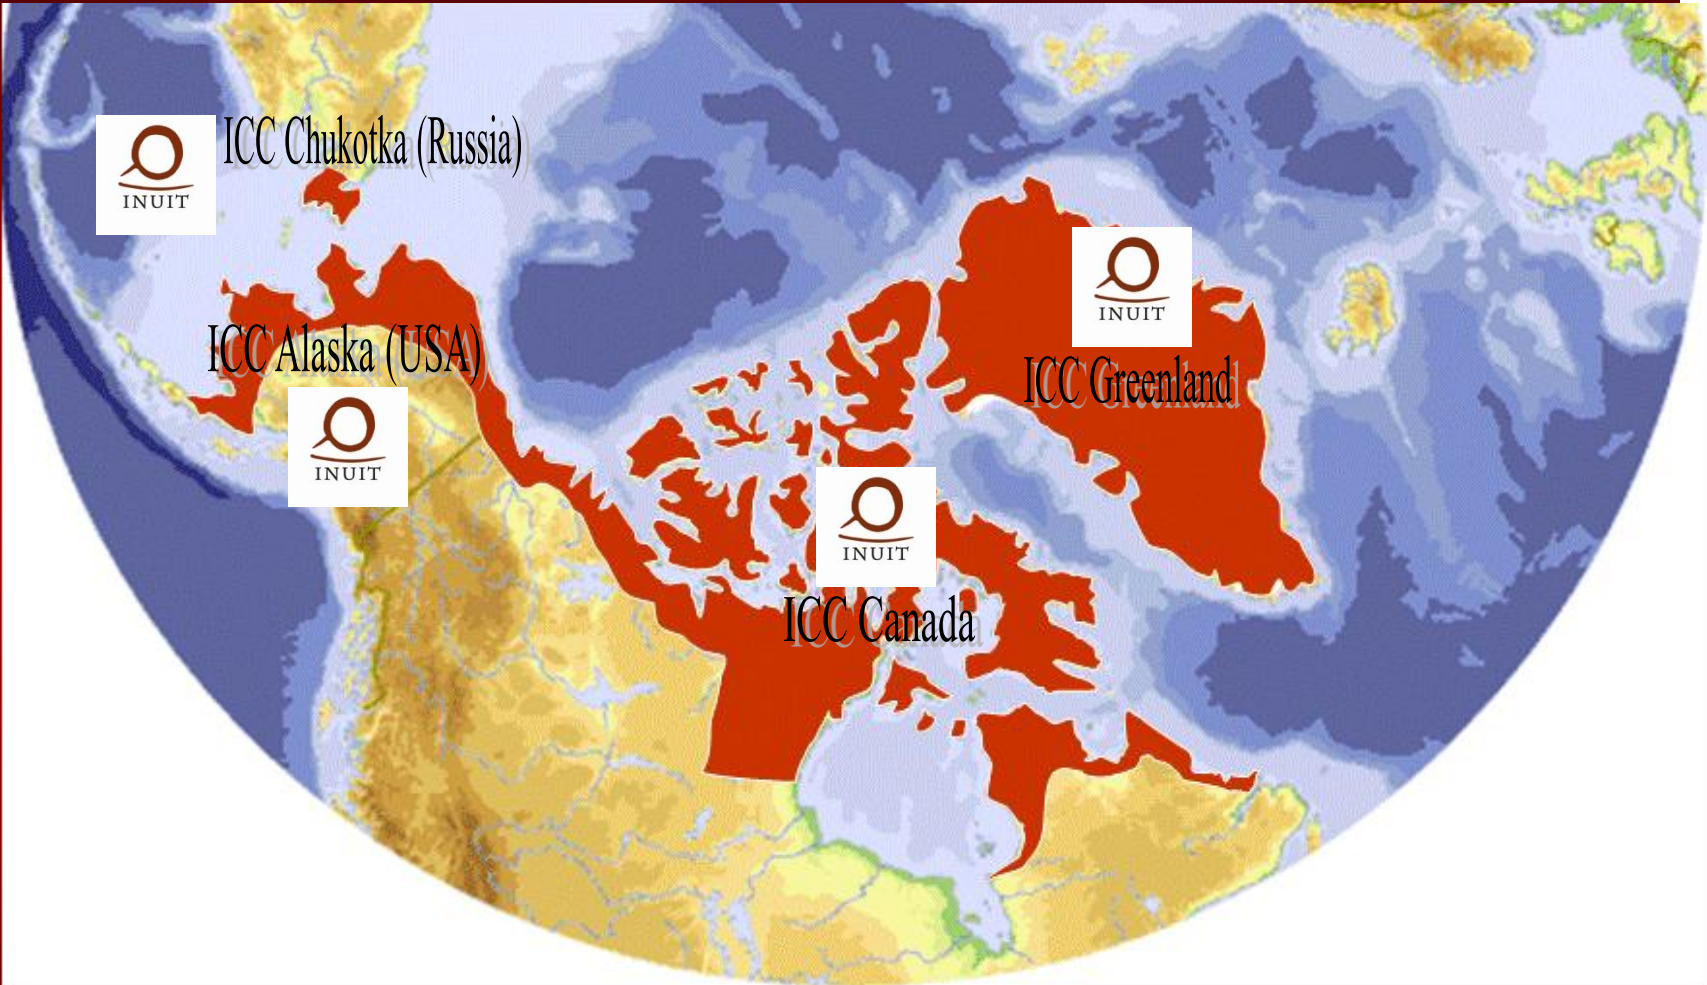 ICC Chukotka (Russia)
INUIT
INUIT
ICC Alaska (USA)
ICC Greenland
INUIT
INUIT
ICC Canada